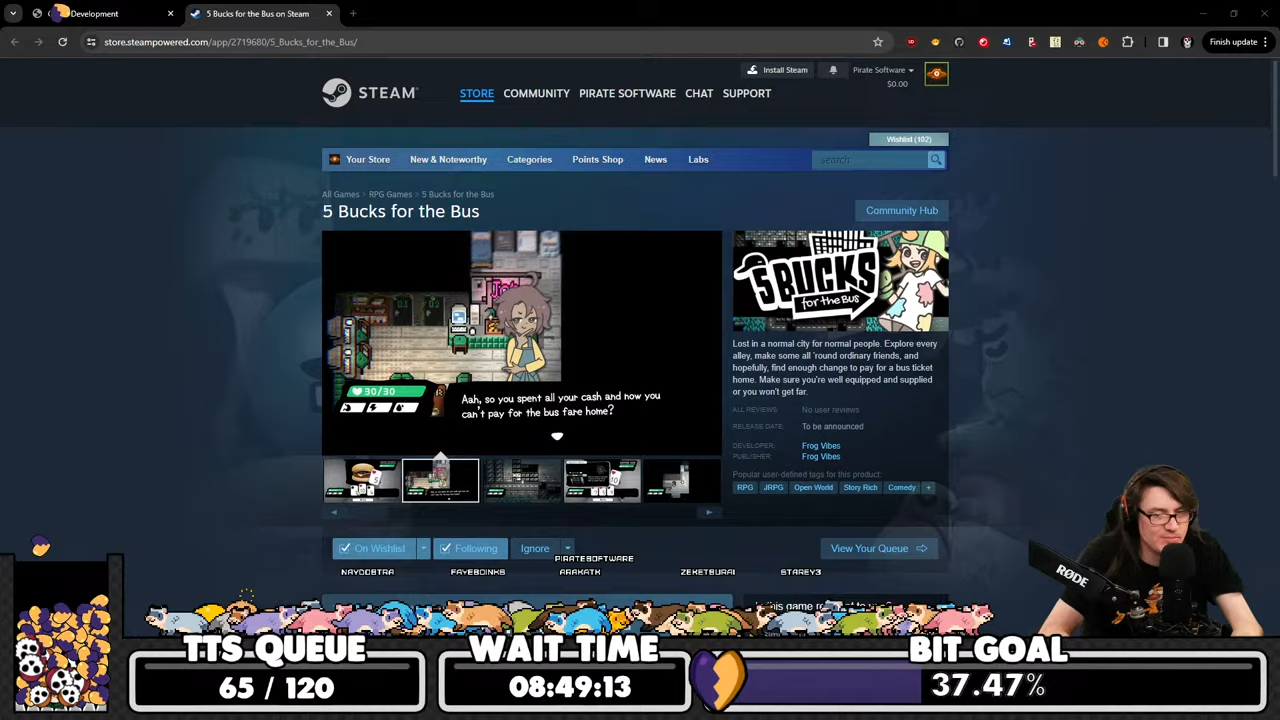 Development
5 Bucks for the Bus on Steam
store.steampowered.com/app/2719680/5_Bucks_for_the_Bus/
Finish update
Install Steam
Pirate Software
$0.00
STEAM
STORE
COMMUNITY
PIRATE SOFTWARE
CHAT
SUPPORT
Wishlist (102)
Your Store
New & Noteworthy
Categories
Points Shop
News
Labs
search
All Games > RPG Games > 5 Bucks for the Bus
5 Bucks for the Bus
Community Hub
30/30
Aah, so you spent all your cash and now you
can't pay for the bus fare home?
5 BUCKS
for the BUS
Lost in a normal city for normal people. Explore every
alley, make some all 'round ordinary friends, and
hopefully, find enough change to pay for a bus ticket
home. Make sure you're well equipped and supplied
or you won't get far.
ALL REVIEWS:
No user reviews
RELEASE DATE:
To be announced
DEVELOPER:
Frog Vibes
PUBLISHER:
Frog Vibes
Popular user-defined tags for this product:
RPG
JRPG
Open World
Story Rich
Comedy
+
On Wishlist
Following
Ignore
View Your Queue
PIRATESOFTWARE
NAYDDTRA
FAYEBOINKS
ARAKATK
ZEKETBURAI
STAREY3
RØDE
TTS QUEUE
65 / 120
WAIT TIME
08:49:13
BIT GOAL
37.47%